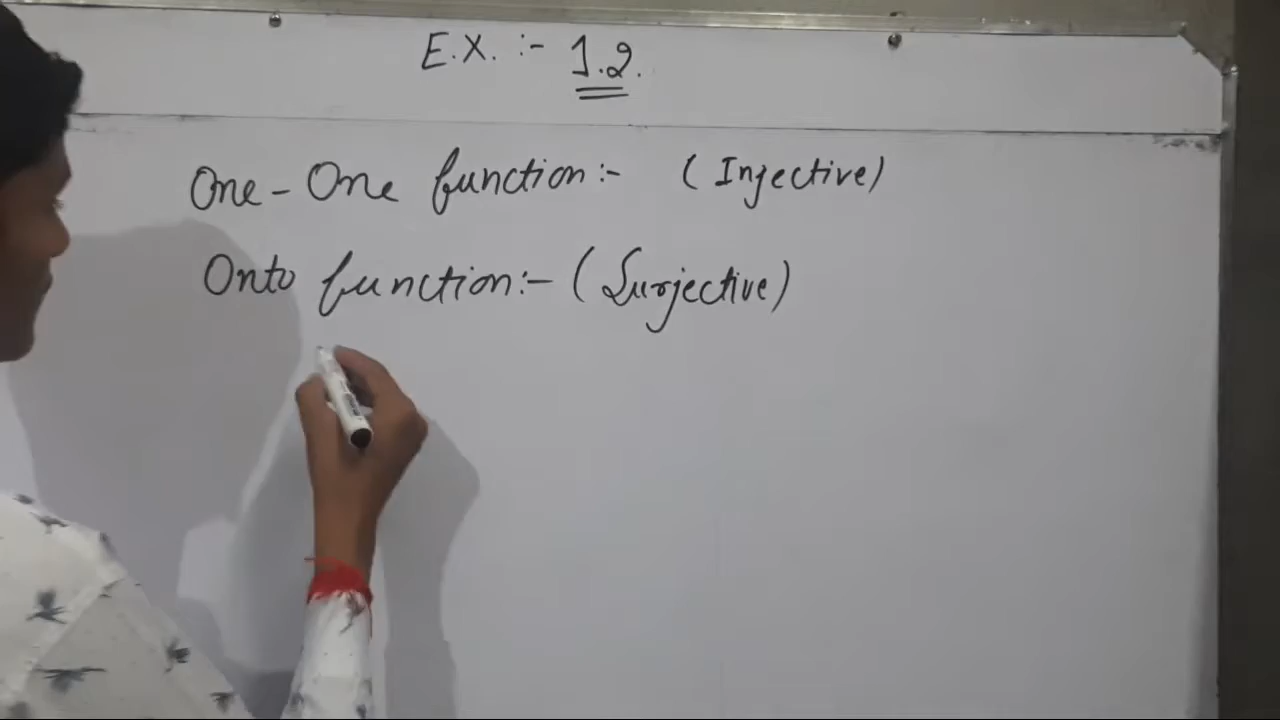 E.X. :- 1.2.
One - One function :- (Injective)
Onto function :- (Surjective)